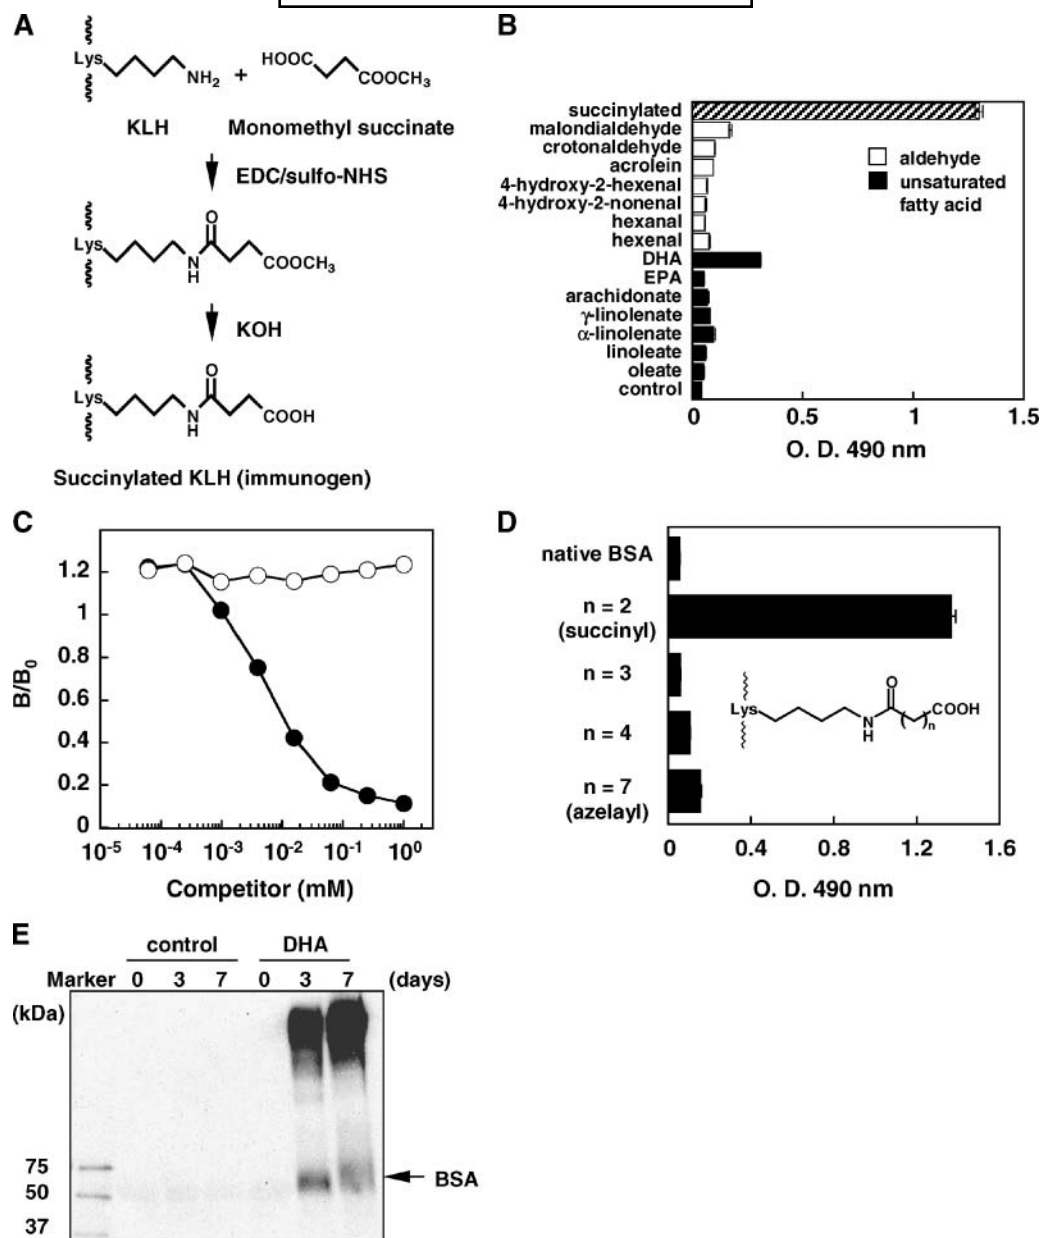 A
Lys
NH2
+
HOOC
COOCH3
KLH
Monomethyl succinate
EDC/sulfo-NHS
Lys
O
N
H
COOCH3
KOH
Lys
O
N
H
COOH
Succinylated KLH (immunogen)
B
succinylated
malondialdehyde
crotonaldehyde
acrolein
4-hydroxy-2-hexenal
4-hydroxy-2-nonenal
hexanal
hexenal
DHA
EPA
arachidonate
γ-linolenate
α-linolenate
linoleate
oleate
control
aldehyde
unsaturated
fatty acid
0 0.5 1 1.5
O. D. 490 nm
C
B/B0
1.2
1
0.8
0.6
0.4
0.2
0
10-5 10-4 10-3 10-2 10-1 100
Competitor (mM)
D
native BSA
n = 2
(succinyl)
n = 3
n = 4
n = 7
(azelayl)
Lys
O
N
H
n
COOH
0 0.4 0.8 1.2 1.6
O. D. 490 nm
E
control DHA
Marker 0 3 7 0 3 7 (days)
(kDa)
75
50
37
BSA